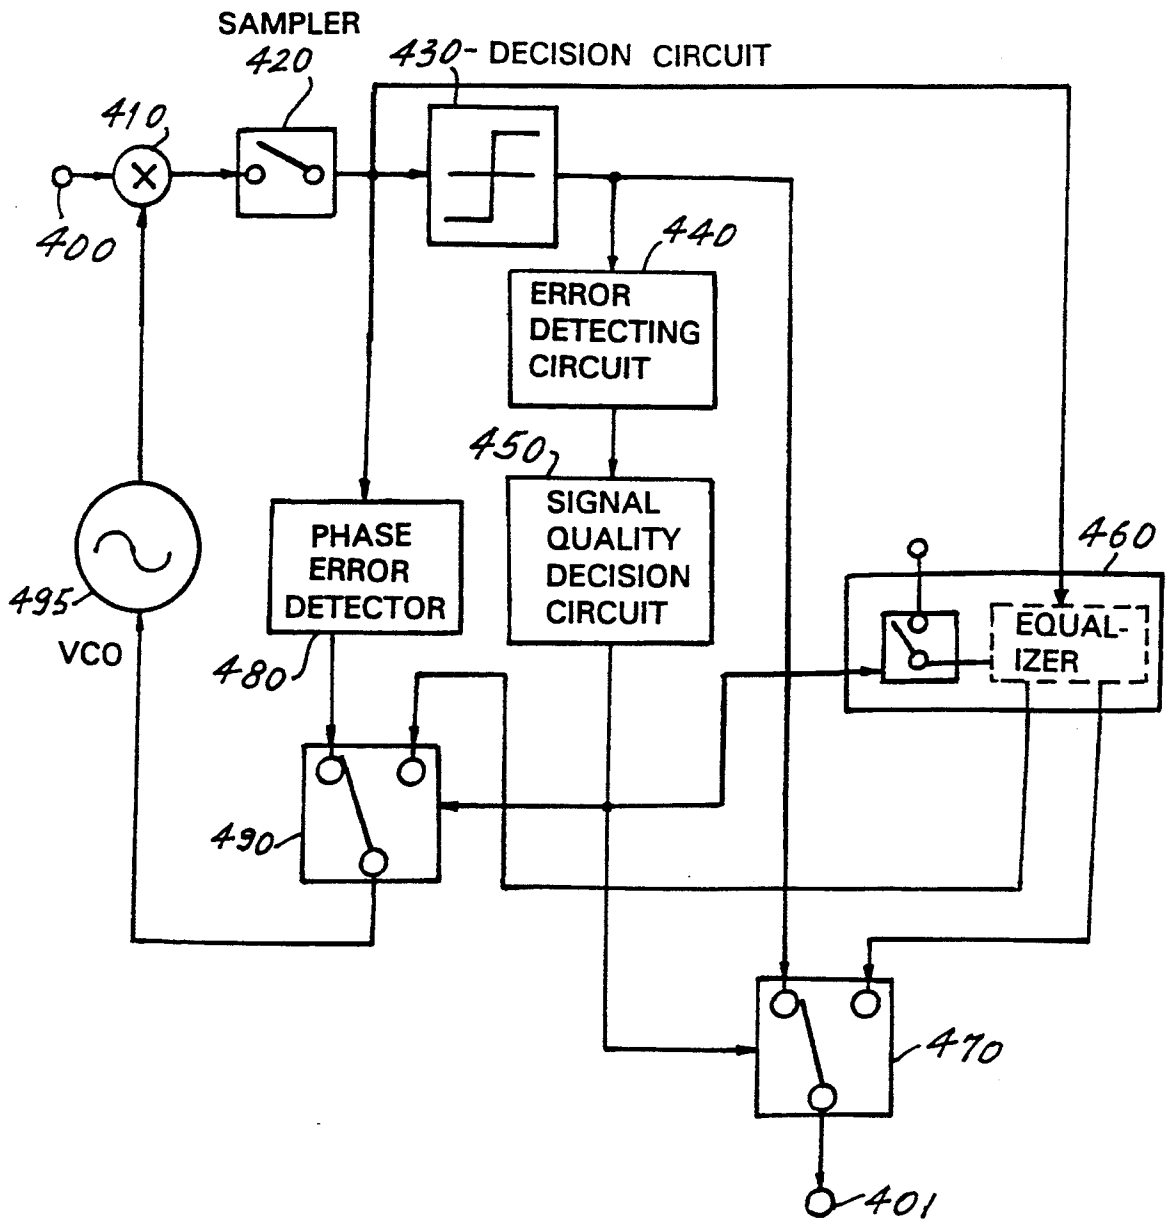 SAMPLER
420
430- DECISION CIRCUIT
410
400
440
ERROR
DETECTING
CIRCUIT
450
SIGNAL
QUALITY
DECISION
CIRCUIT
PHASE
ERROR
DETECTOR
460
EQUAL-
IZER
495
VCO
480
490
470
401